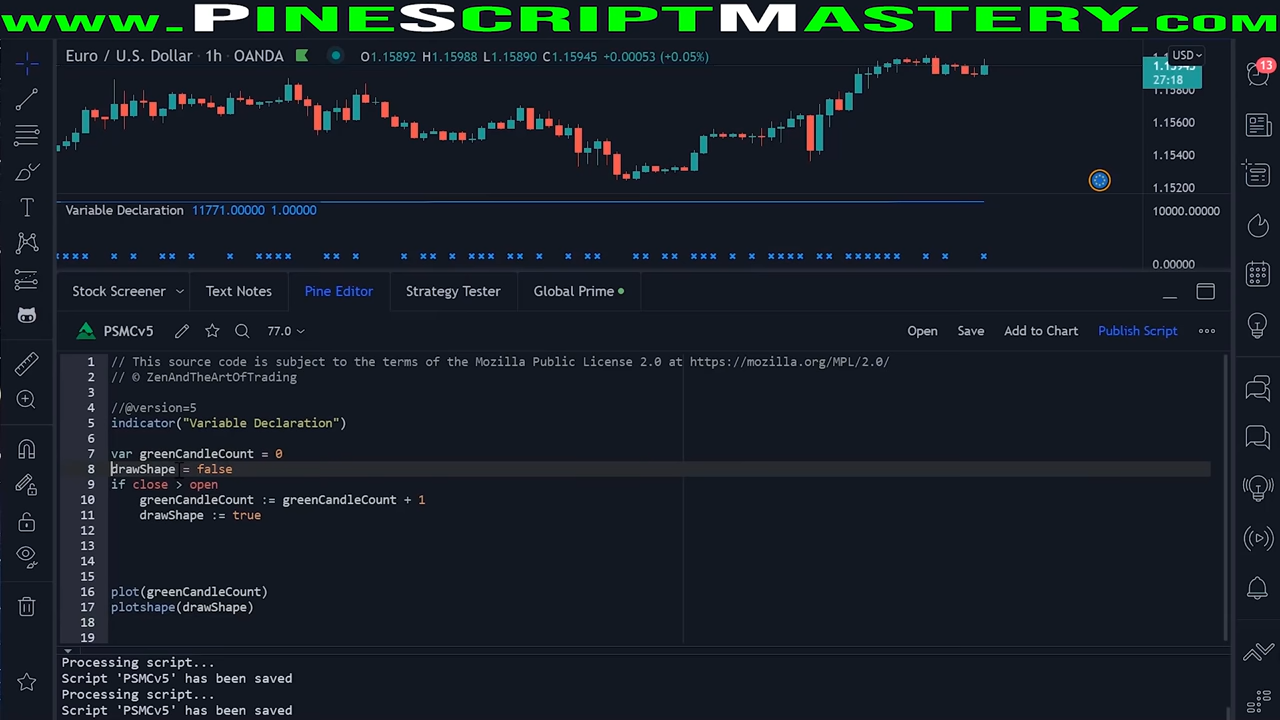 www.PineScriptMastery.com
Euro / U.S. Dollar · 1h · OANDA O1.15892 H1.15988 L1.15890 C1.15945 +0.00053 (+0.05%)
USD
13
27:18
1.15800
1.15600
1.15400
1.15200
Variable Declaration 11771.00000 1.00000
10000.00000
0.00000
Stock Screener Text Notes Pine Editor Strategy Tester Global Prime
PSMCv5 77.0 Open Save Add to Chart Publish Script
1 // This source code is subject to the terms of the Mozilla Public License 2.0 at https://mozilla.org/MPL/2.0/
2 // © ZenAndTheArtOfTrading
3
4 //@version=5
5 indicator("Variable Declaration")
6
7 var greenCandleCount = 0
8 drawShape = false
9 if close > open
10 greenCandleCount := greenCandleCount + 1
11 drawShape := true
12
13
14
15
16 plot(greenCandleCount)
17 plotshape(drawShape)
18
19
Processing script...
Script 'PSMCv5' has been saved
Processing script...
Script 'PSMCv5' has been saved